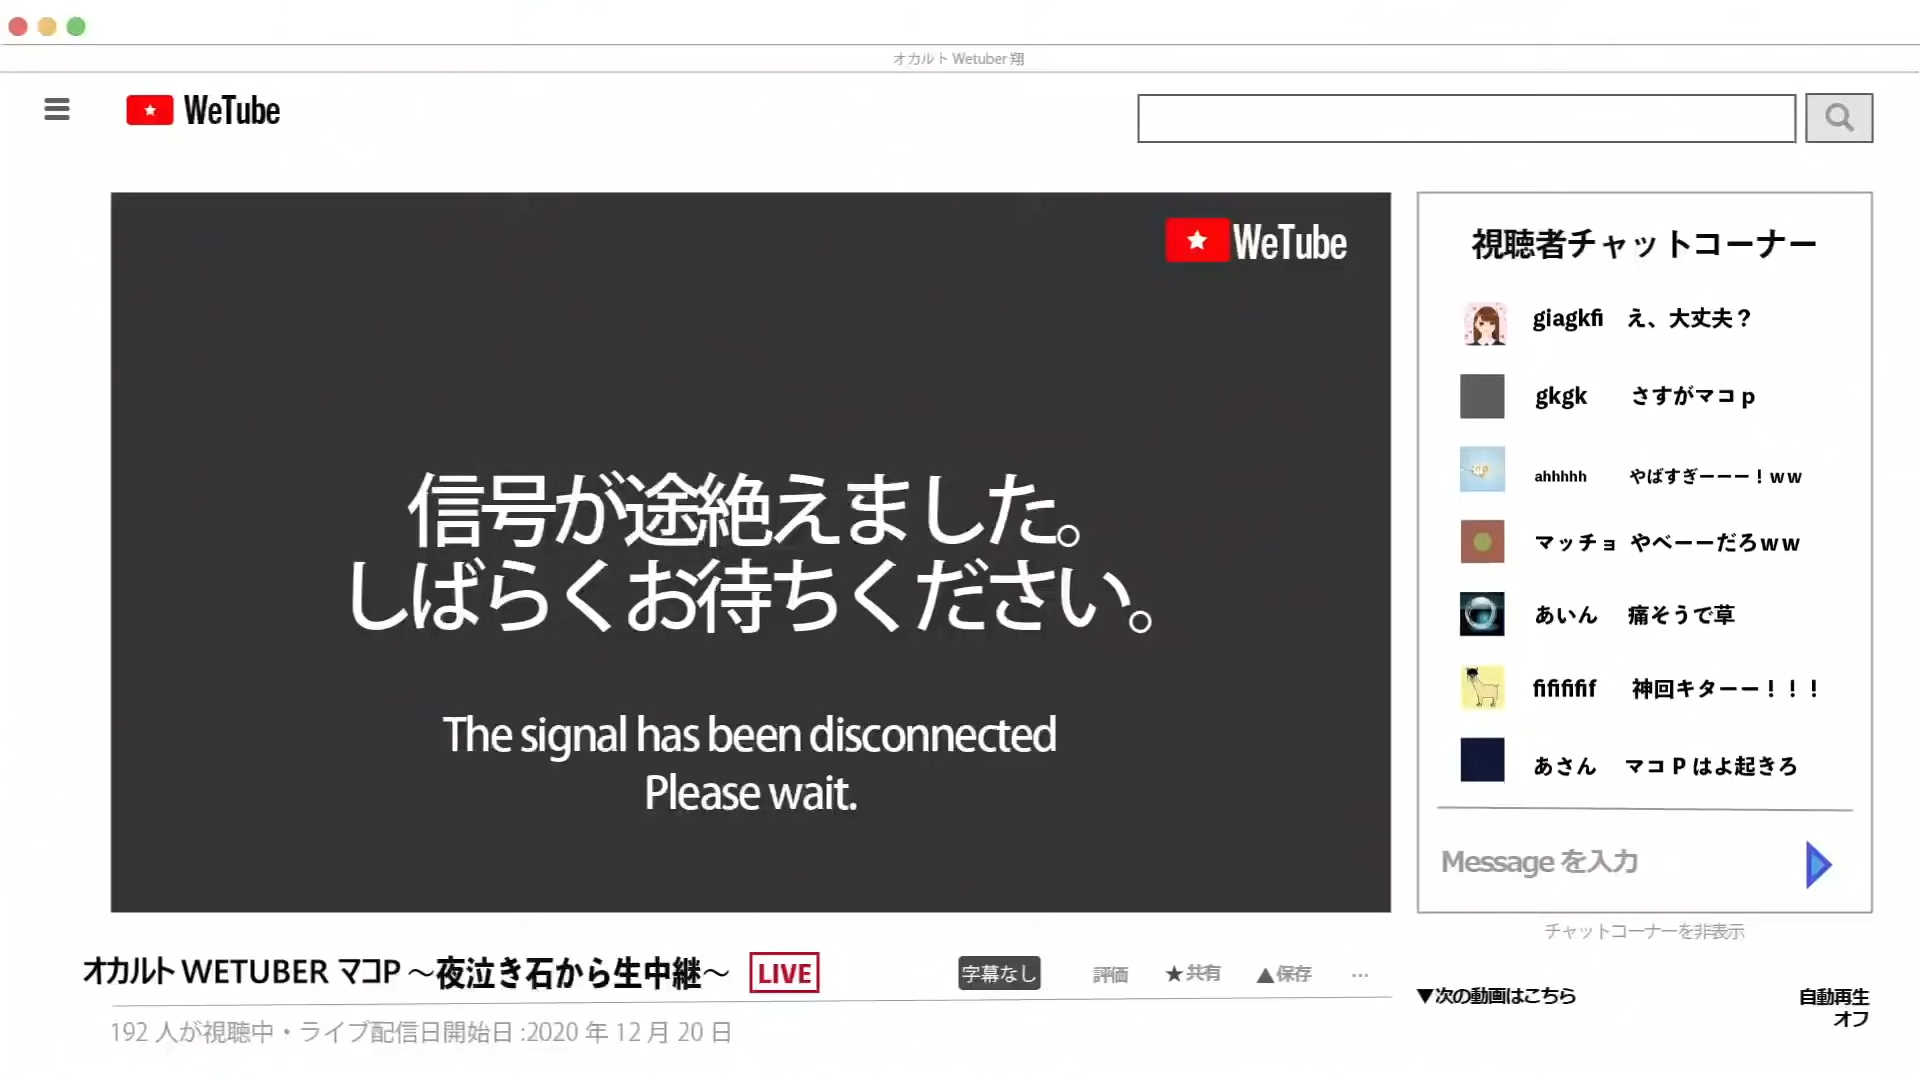 オカルト Wetuber 翔
WeTube
WeTube
信号が途絶えました。
しばらくお待ちください。
The signal has been disconnected
Please wait.
視聴者チャットコーナー
giagkfi え、大丈夫？
gkgk さすがマコp
ahhhhh やばすぎーーー！ww
マッチョ やべーーだろww
あいん 痛そうで草
fififififif 神回キターー！！！
あさん マコPはよ起きろ
Message を入力
チャットコーナーを非表示
オカルト WETUBER マコP ～夜泣き石から生中継～ LIVE
字幕なし 評価 ★共有 ▲保存 …
192 人が視聴中・ライブ配信日開始日:2020 年 12 月 20 日
▼次の動画はこちら
自動再生
オフ